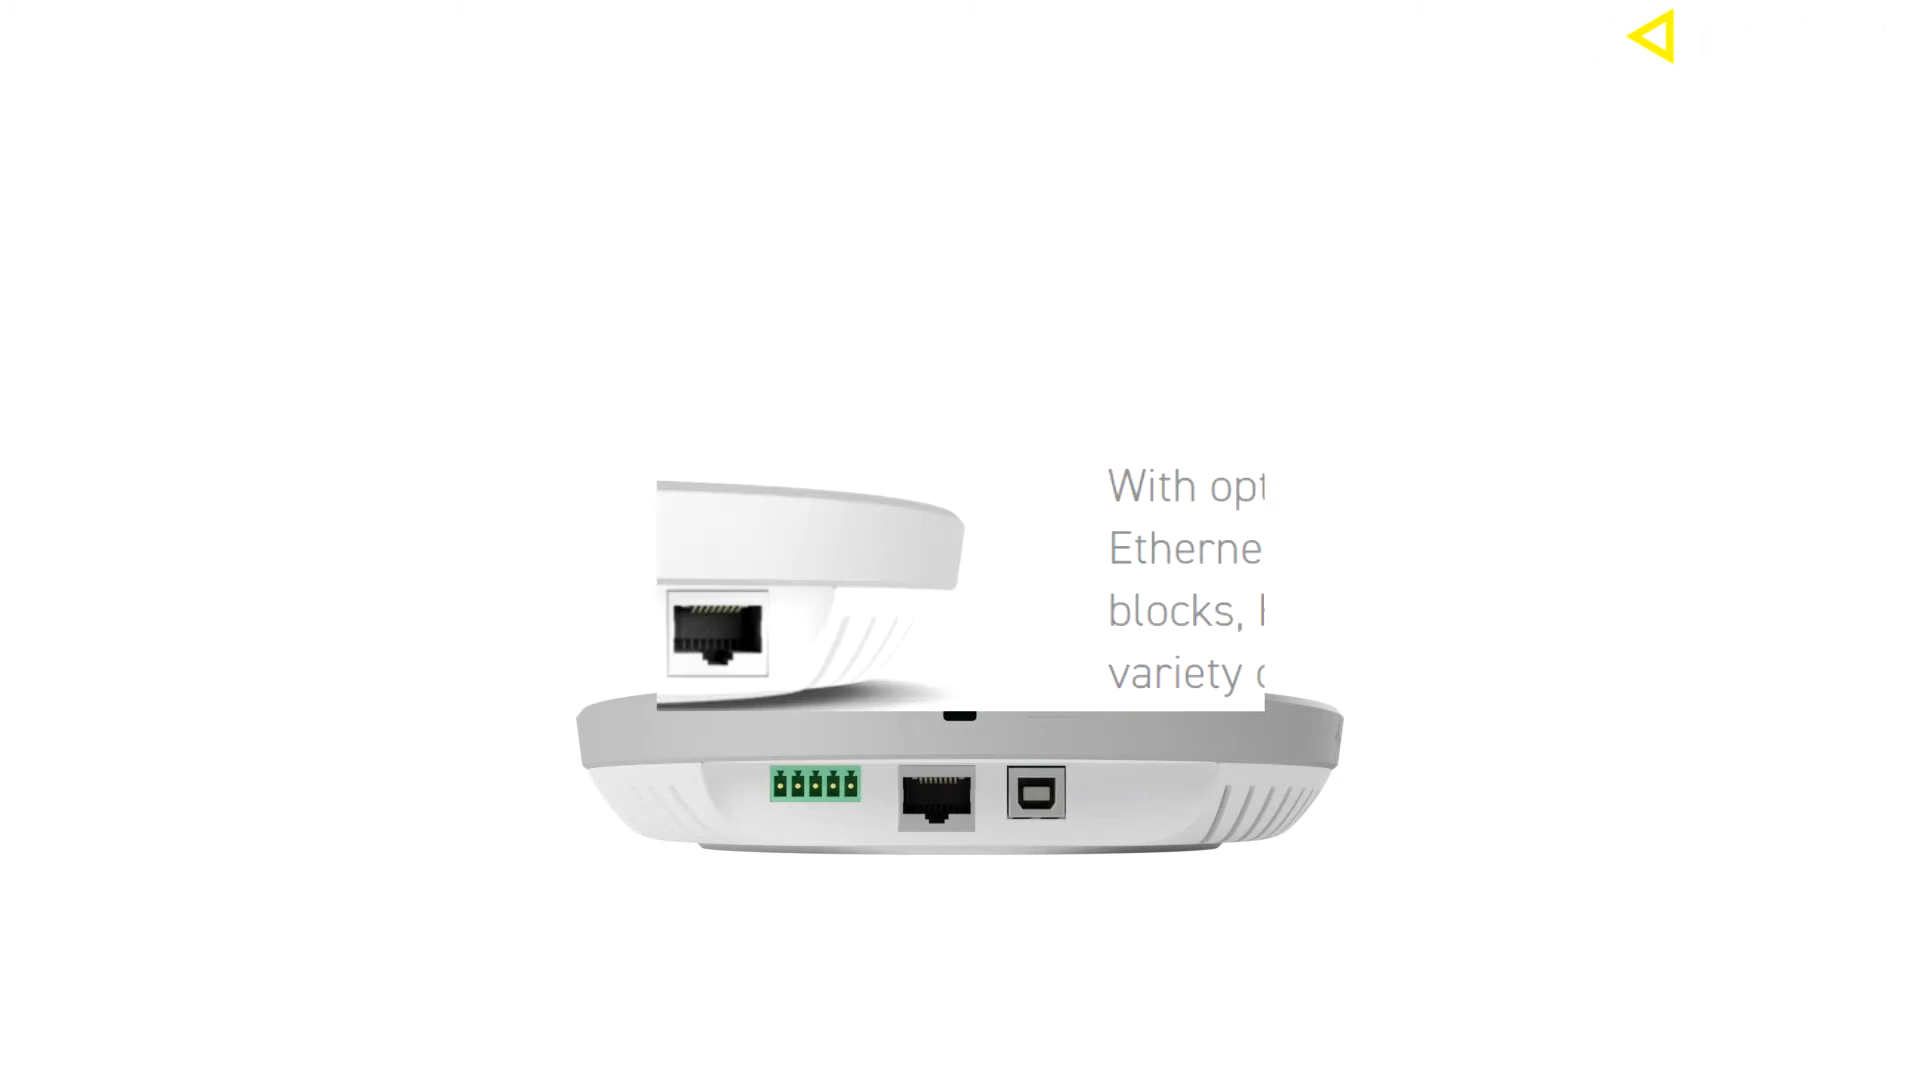 With opt
Etherne
blocks,
variety